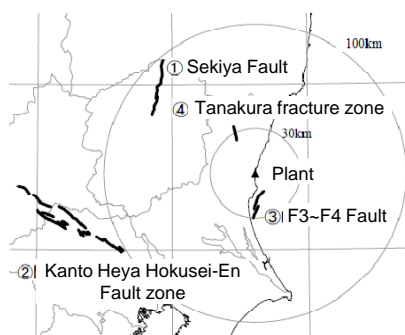 100km
① Sekiya Fault
④ Tanakura fracture zone
30km
Plant
③ F3~F4 Fault
② Kanto Heya Hokusei-En
Fault zone